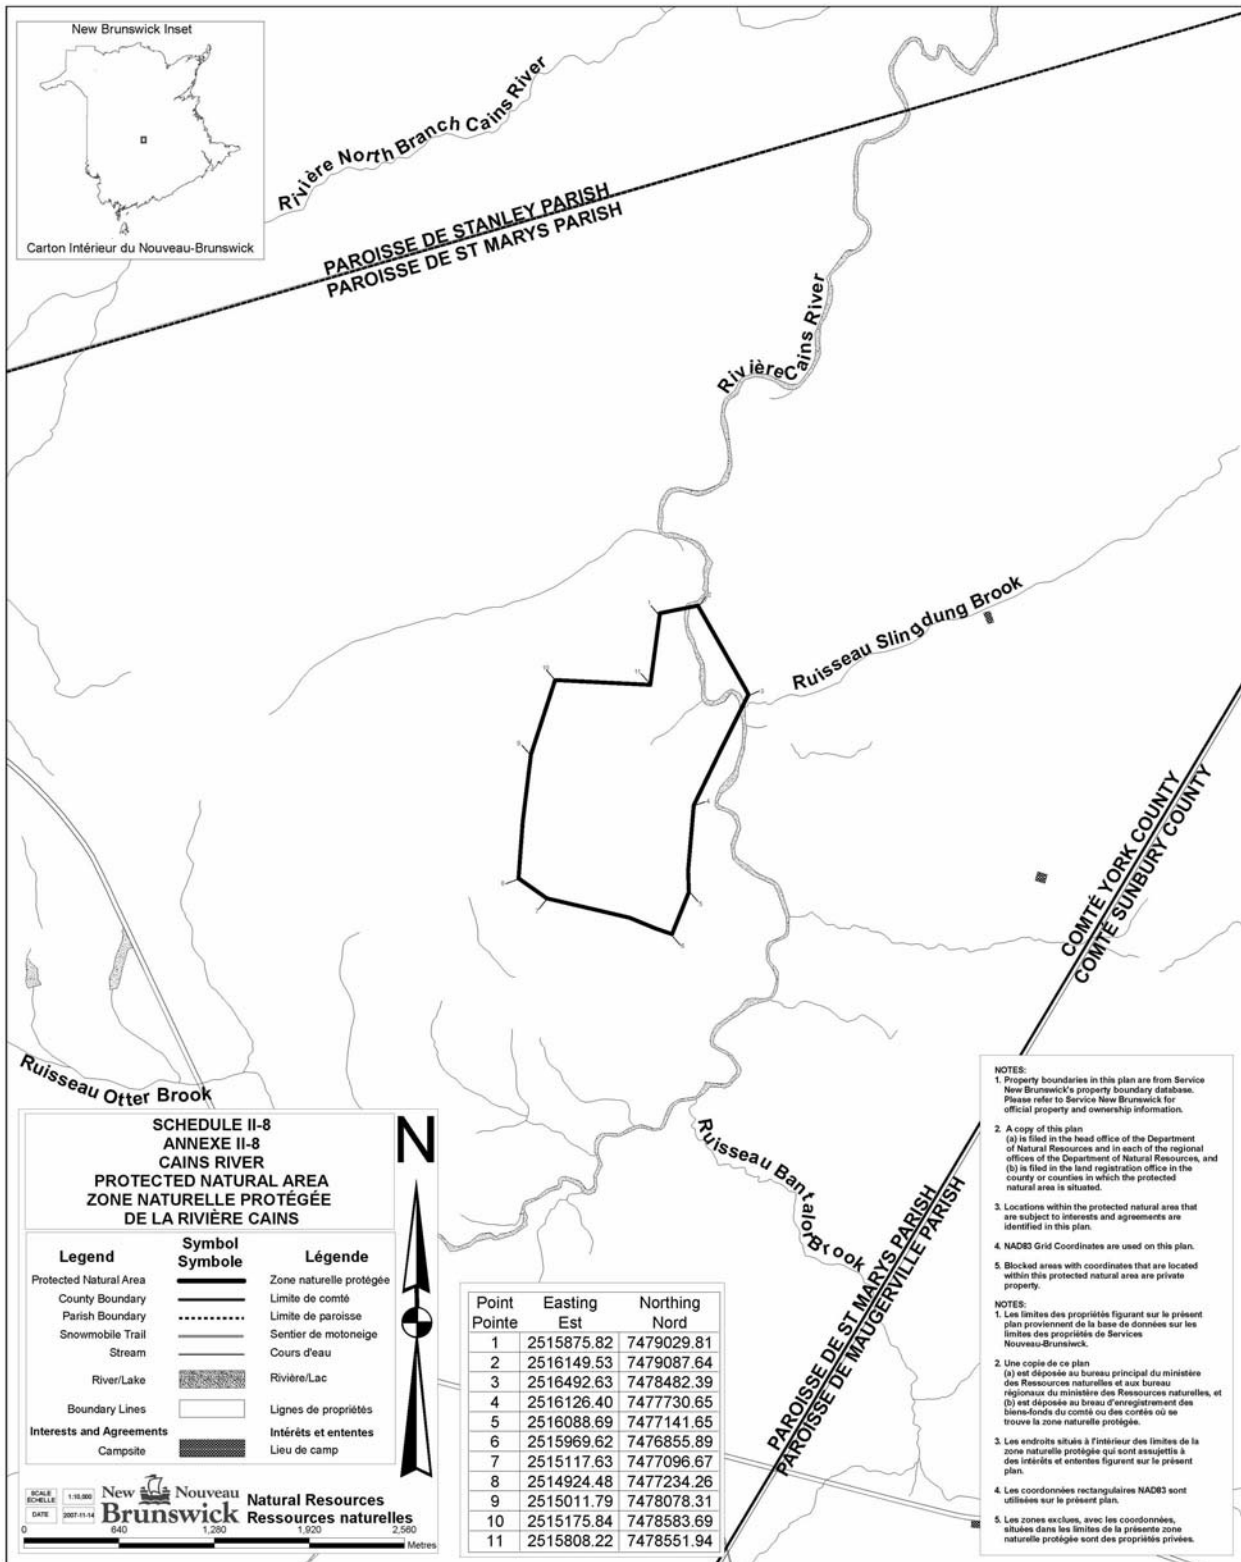 New Brunswick Inset
Carton Intérieur du Nouveau-Brunswick
Rivière North Branch Cains River
PAROISSE DE STANLEY PARISH
PAROISSE DE ST MARYS PARISH
Rivière Cains River
Ruisseau Slingdung Brook
1
2
3
4
5
6
7
8
9
10
11
COMTÉ YORK COUNTY
COMTÉ SUNBURY COUNTY
Ruisseau Otter Brook
Ruisseau Bantalor Brook
PAROISSE DE ST MARYS PARISH
PAROISSE DE MAUGERVILLE PARISH
SCHEDULE II-8
ANNEXE II-8
CAINS RIVER
PROTECTED NATURAL AREA
ZONE NATURELLE PROTÉGÉE
DE LA RIVIÈRE CAINS
N
Legend Symbol Symbole Légende
Protected Natural Area Zone naturelle protégée
County Boundary Limite de comté
Parish Boundary Limite de paroisse
Snowmobile Trail Sentier de motoneige
Stream Cours d'eau
River/Lake Rivière/Lac
Boundary Lines Lignes de propriétés
Interests and Agreements Intérêts et ententes
Campsite Lieu de camp
SCALE ÉCHELLE 1:10,000
DATE 2007-11-14
New Nouveau Brunswick
Natural Resources
Ressources naturelles
0 640 1,280 1,920 2,560
Metres
Point Easting Northing
Pointe Est Nord
1 2515875.82 7479029.81
2 2516149.53 7479087.64
3 2516492.63 7478482.39
4 2516126.40 7477730.65
5 2516088.69 7477141.65
6 2515969.62 7476855.89
7 2515117.63 7477096.67
8 2514924.48 7477234.26
9 2515011.79 7478078.31
10 2515175.84 7478583.69
11 2515808.22 7478551.94
NOTES:
1. Property boundaries in this plan are from Service
New Brunswick's property boundary database.
Please refer to Service New Brunswick for
official property and ownership information.
2. A copy of this plan
(a) is filed in the head office of the Department
of Natural Resources and in each of the regional
offices of the Department of Natural Resources, and
(b) is filed in the land registration office in the
county or counties in which the protected
natural area is situated.
3. Locations within the protected natural area that
are subject to interests and agreements are
identified in this plan.
4. NAD83 Grid Coordinates are used on this plan.
5. Blocked areas with coordinates that are located
within this protected natural area are private
property.
NOTES:
1. Les limites des propriétés figurant sur le présent
plan proviennent de la base de données sur les
limites des propriétés de Services
Nouveau-Brunsiwck.
2. Une copie de ce plan
(a) est déposée au bureau principal du ministère
des Ressources naturelles et aux bureau
régionaux du ministère des Ressources naturelles, et
(b) est déposée au breau d'enregistrement des
biens-fonds du comté ou des contés où se
trouve la zone naturelle protégée.
3. Les endroits situés à l'intérieur des limites de la
zone naturelle protégée qui sont assujettis à
des intérêts et ententes figurent sur le présent
plan.
4. Les coordonnées rectangulaires NAD83 sont
utilisées sur le présent plan.
5. Les zones exclues, avec les coordonnées,
situées dans les limites de la présente zone
naturelle protégée sont des propriétés privées.